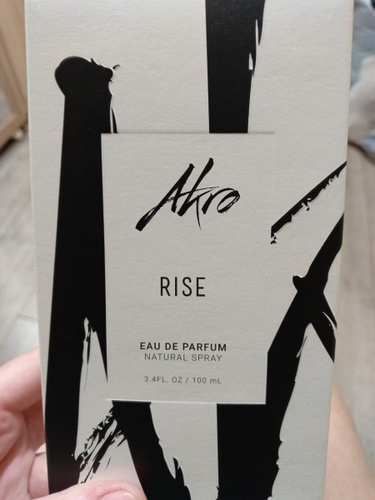 Akro
RISE
EAU DE PARFUM
NATURAL SPRAY
3.4FL. OZ / 100 mL